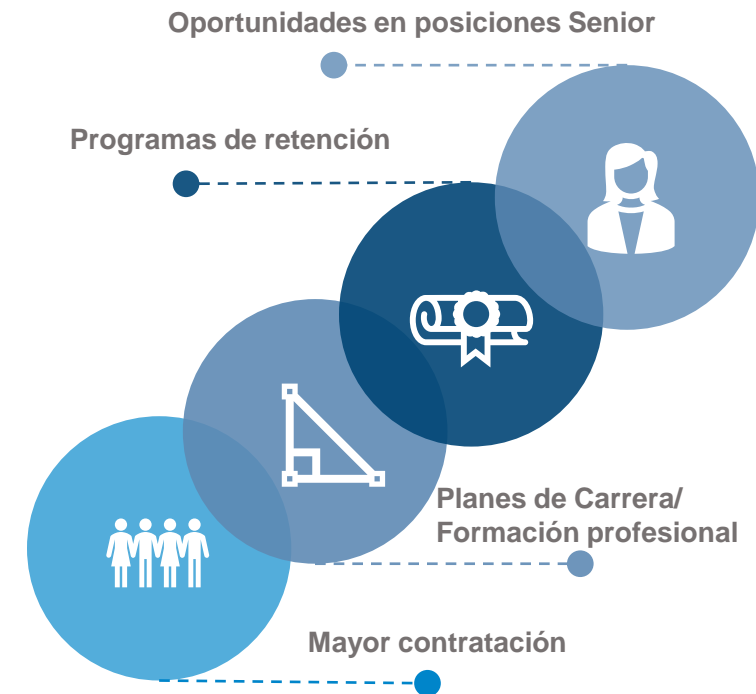 Oportunidades en posiciones Senior
Programas de retención
Planes de Carrera/
Formación profesional
Mayor contratación